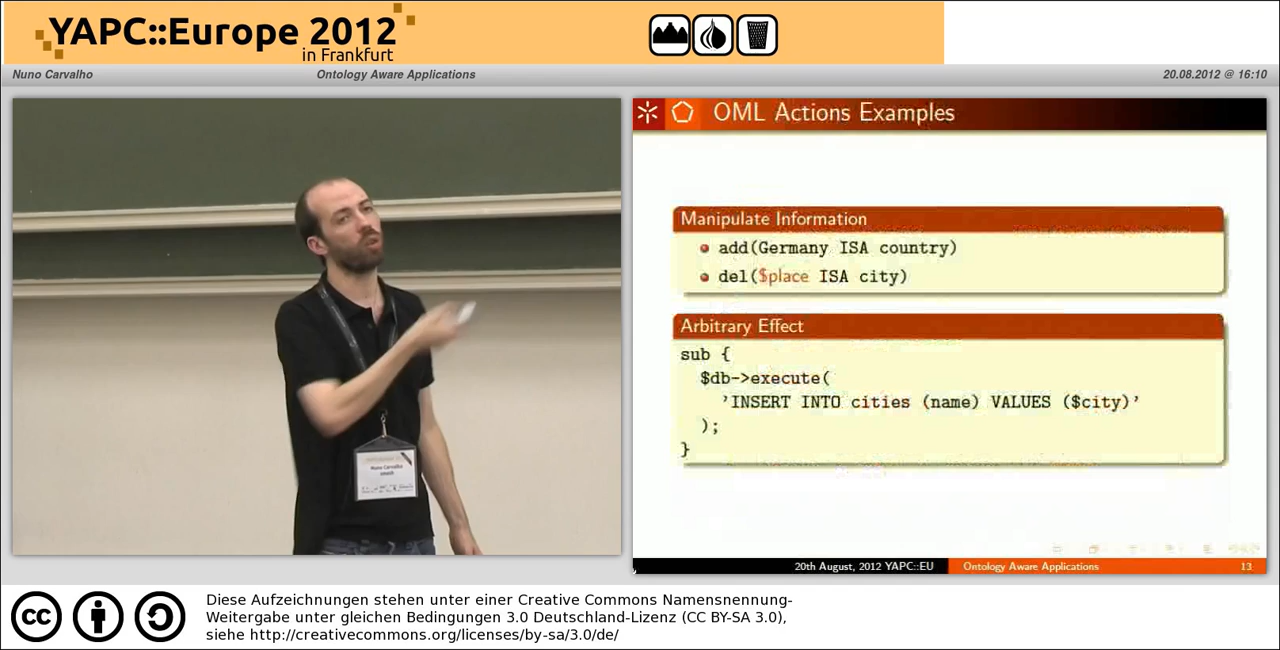 YAPC::Europe 2012
in Frankfurt
Nuno Carvalho
Ontology Aware Applications
20.08.2012 @ 16:10
OML Actions Examples
Manipulate Information
add(Germany ISA country)
del($place ISA city)
Arbitrary Effect
sub {
$db->execute(
'INSERT INTO cities (name) VALUES ($city)'
);
}
20th August, 2012 YAPC::EU
Ontology Aware Applications
13
Nuno Carvalho
cc
Diese Aufzeichnungen stehen unter einer Creative Commons Namensnennung-
Weitergabe unter gleichen Bedingungen 3.0 Deutschland-Lizenz (CC BY-SA 3.0),
siehe http://creativecommons.org/licenses/by-sa/3.0/de/